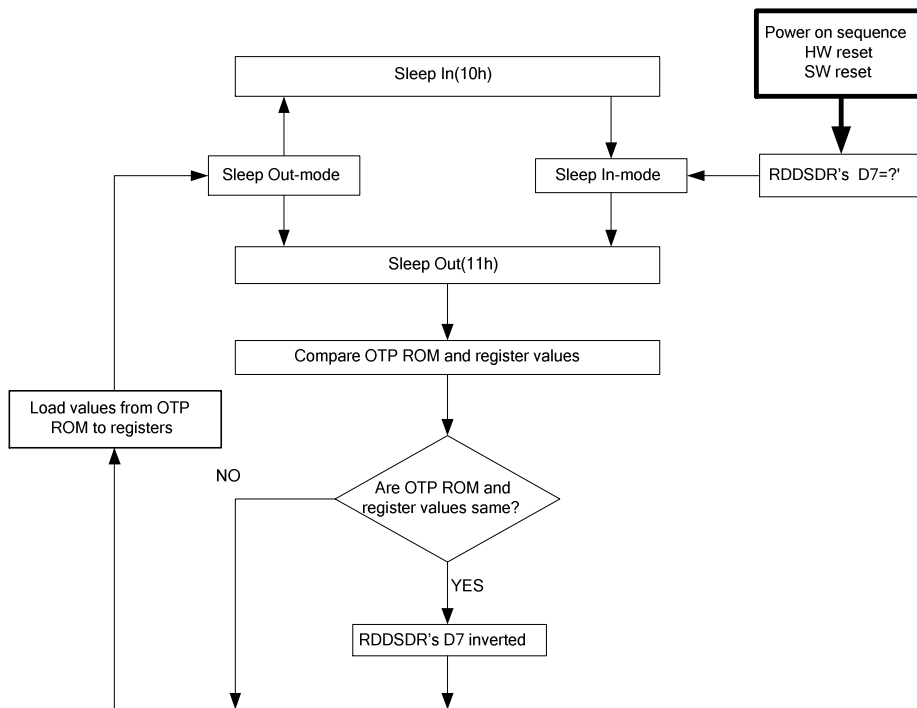 Power on sequence
HW reset
SW reset
Sleep In(10h)
Sleep Out-mode
Sleep In-mode
RDDSDR's D7=?'
Sleep Out(11h)
Compare OTP ROM and register values
Load values from OTP
ROM to registers
NO
Are OTP ROM and
register values same?
YES
RDDSDR's D7 inverted